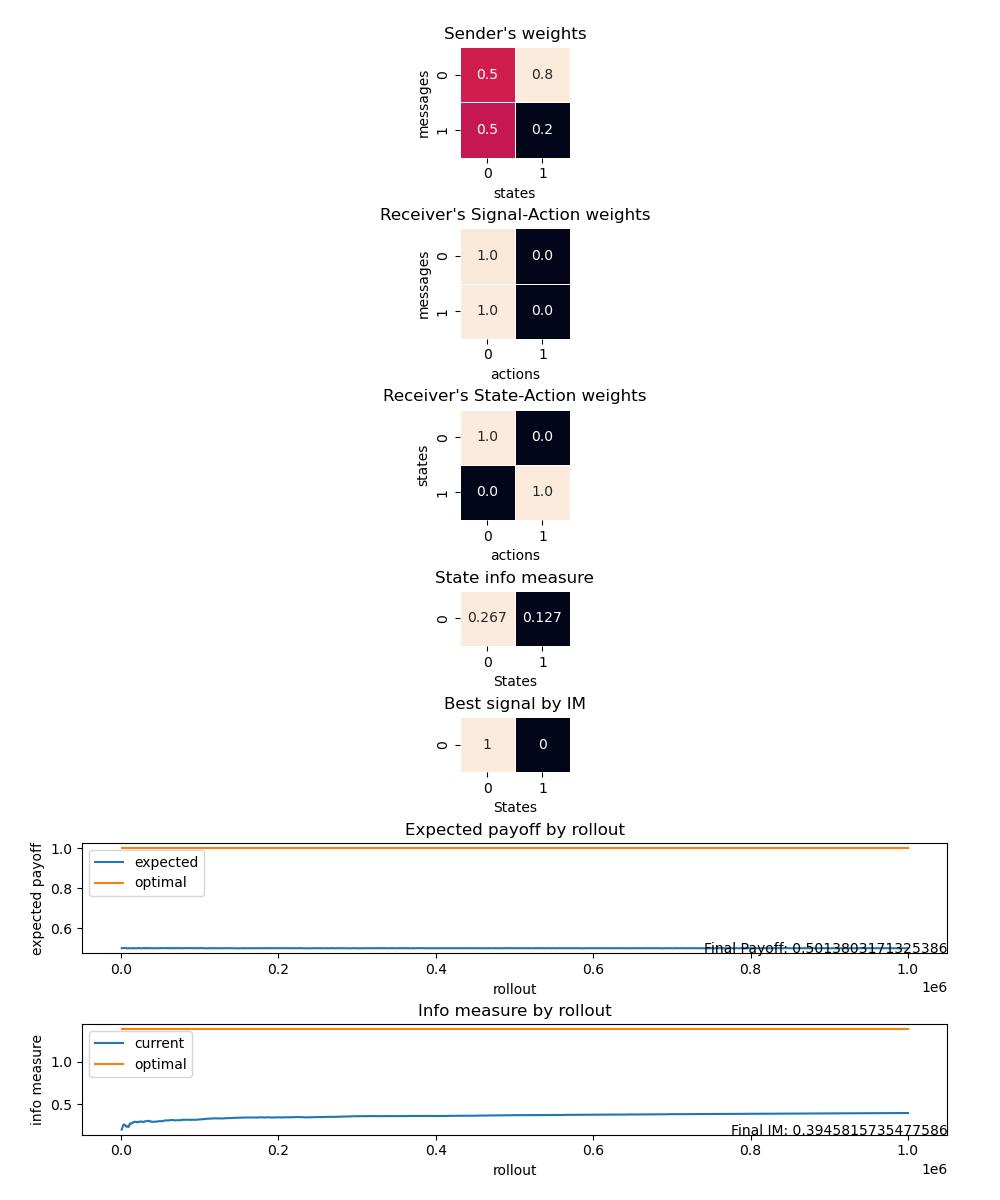 Sender's weights
messages
0
0.5 0.8
1
0.5 0.2
0 1
states
Receiver's Signal-Action weights
messages
0
1.0 0.0
1
1.0 0.0
0 1
actions
Receiver's State-Action weights
states
0
1.0 0.0
1
0.0 1.0
0 1
actions
State info measure
0
0.267 0.127
0 1
States
Best signal by IM
0
1 0
0 1
States
Expected payoff by rollout
expected payoff
1.0
0.8
0.6
expected
optimal
Final Payoff: 0.5013803171325386
0.0 0.2 0.4 0.6 0.8 1.0
1e6
rollout
Info measure by rollout
info measure
1.0
0.5
current
optimal
Final IM: 0.3945815735477586
0.0 0.2 0.4 0.6 0.8 1.0
1e6
rollout